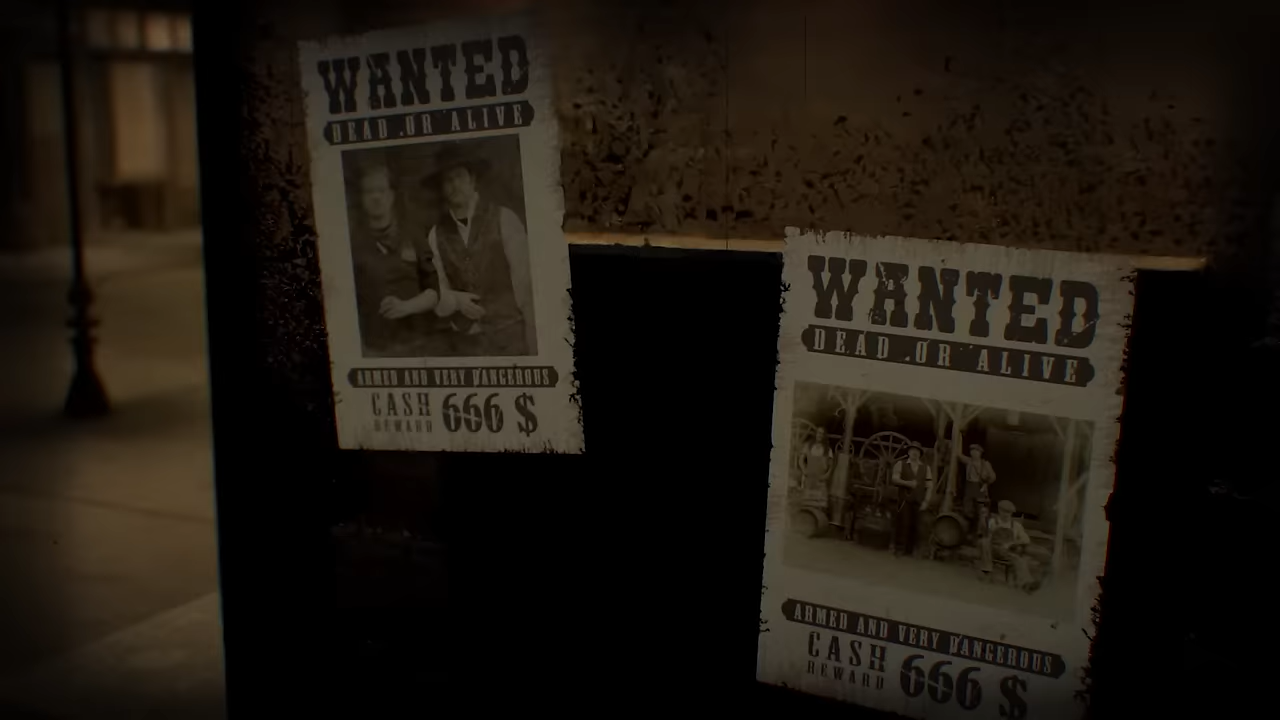 WANTED
DEAD OR ALIVE
ARMED AND VERY DANGEROUS
CASH
REWARD
666 $
WANTED
DEAD OR ALIVE
ARMED AND VERY DANGEROUS
CASH
REWARD
666 $